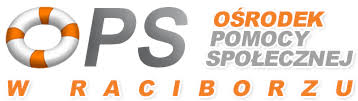 OPS OŚRODEK
POMOCY
SPOŁECZNEJ
W RACIBORZU